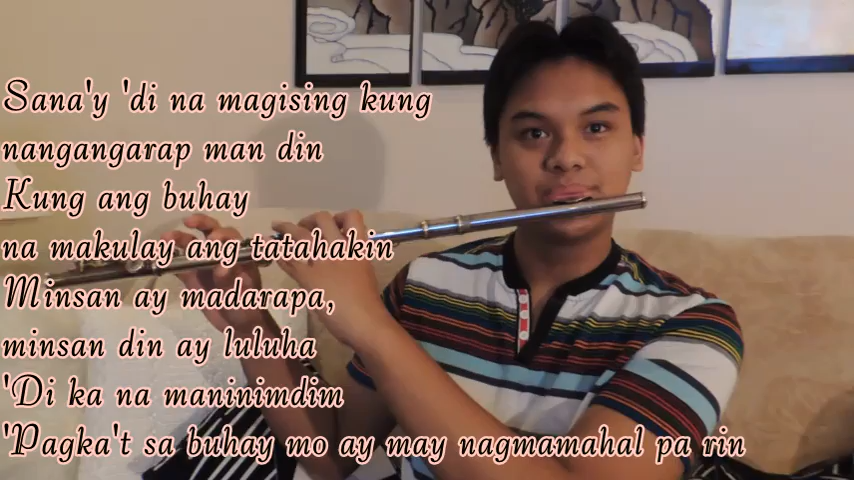 Sana'y 'di na magising kung
nangangarap man din
Kung ang buhay
na makulay ang tatahakin
Minsan ay madarapa,
minsan din ay luluha
'Di ka na maninimdim
'Pagka't sa buhay mo ay may nagmamahal pa rin